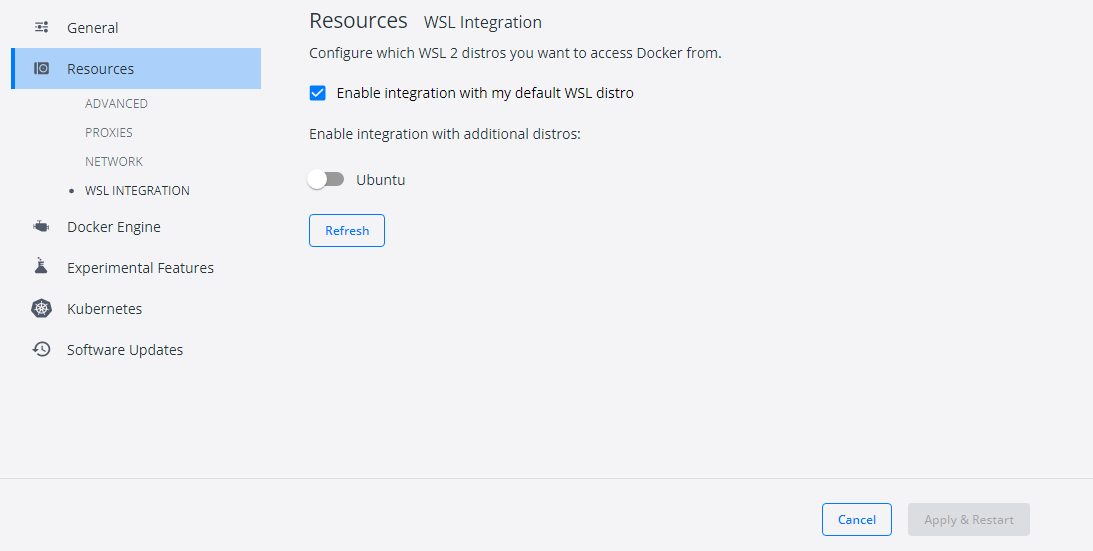 General
Resources
ADVANCED
PROXIES
NETWORK
WSL INTEGRATION
Docker Engine
Experimental Features
Kubernetes
Software Updates
Resources WSL Integration
Configure which WSL 2 distros you want to access Docker from.
Enable integration with my default WSL distro
Enable integration with additional distros:
Ubuntu
Refresh
Cancel
Apply & Restart